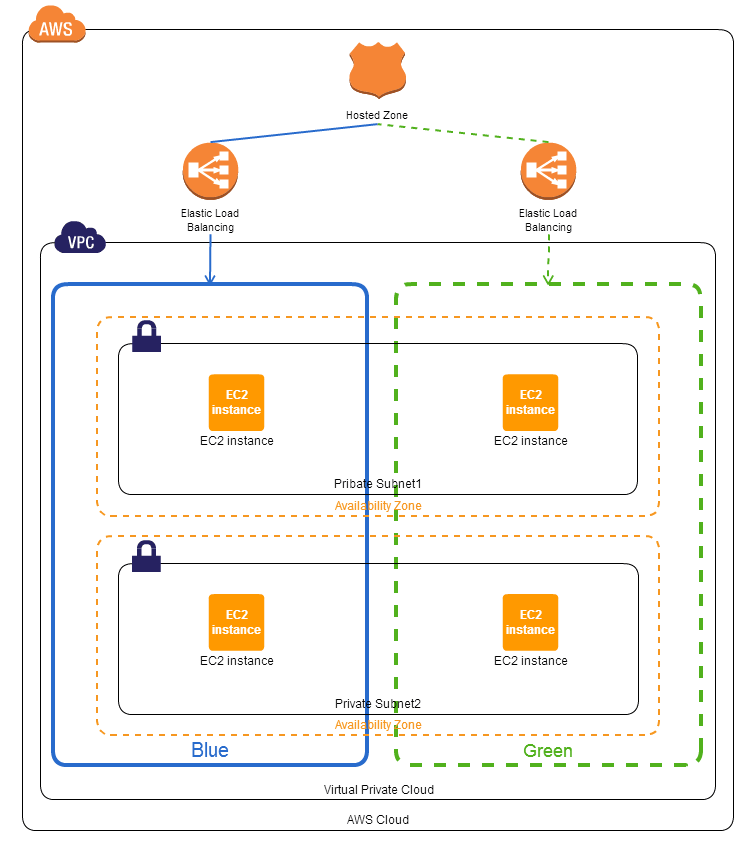 AWS
Hosted Zone
Elastic Load
Balancing
Elastic Load
Balancing
VPC
EC2
instance
EC2 instance
EC2
instance
EC2 instance
Pribate Subnet1
Availability Zone
EC2
instance
EC2 instance
EC2
instance
EC2 instance
Private Subnet2
Availability Zone
Blue
Green
Virtual Private Cloud
AWS Cloud